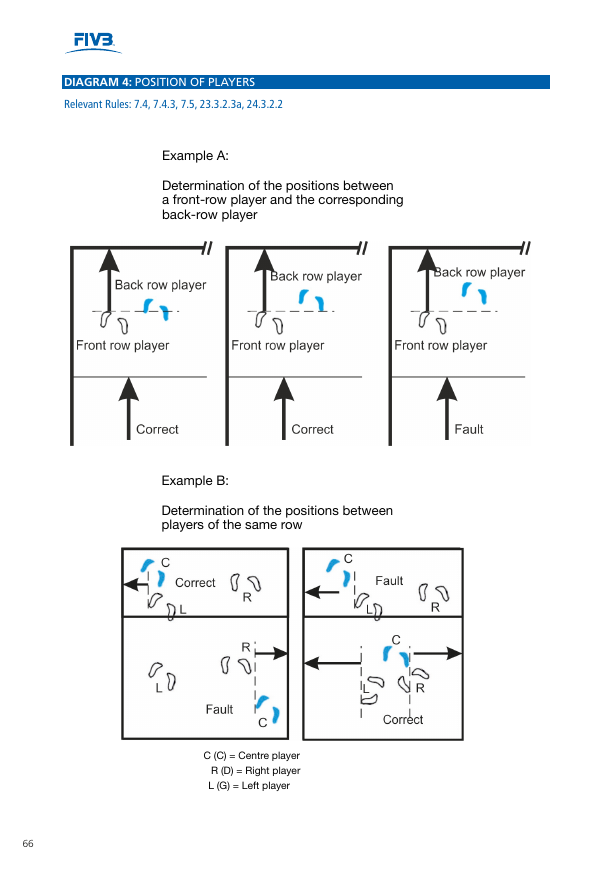 FIVB
DIAGRAM 4: POSITION OF PLAYERS
Relevant Rules: 7.4, 7.4.3, 7.5, 23.3.2.3a, 24.3.2.2
Example A:
Determination of the positions between
a front-row player and the corresponding
back-row player
Back row player
Front row player
Correct
Back row player
Front row player
Correct
Back row player
Front row player
Fault
Example B:
Determination of the positions between
players of the same row
C
Correct
L
R
R
L
Fault
C
C
Fault
L
R
C
L
R
Correct
C (C) = Centre player
R (D) = Right player
L (G) = Left player
66